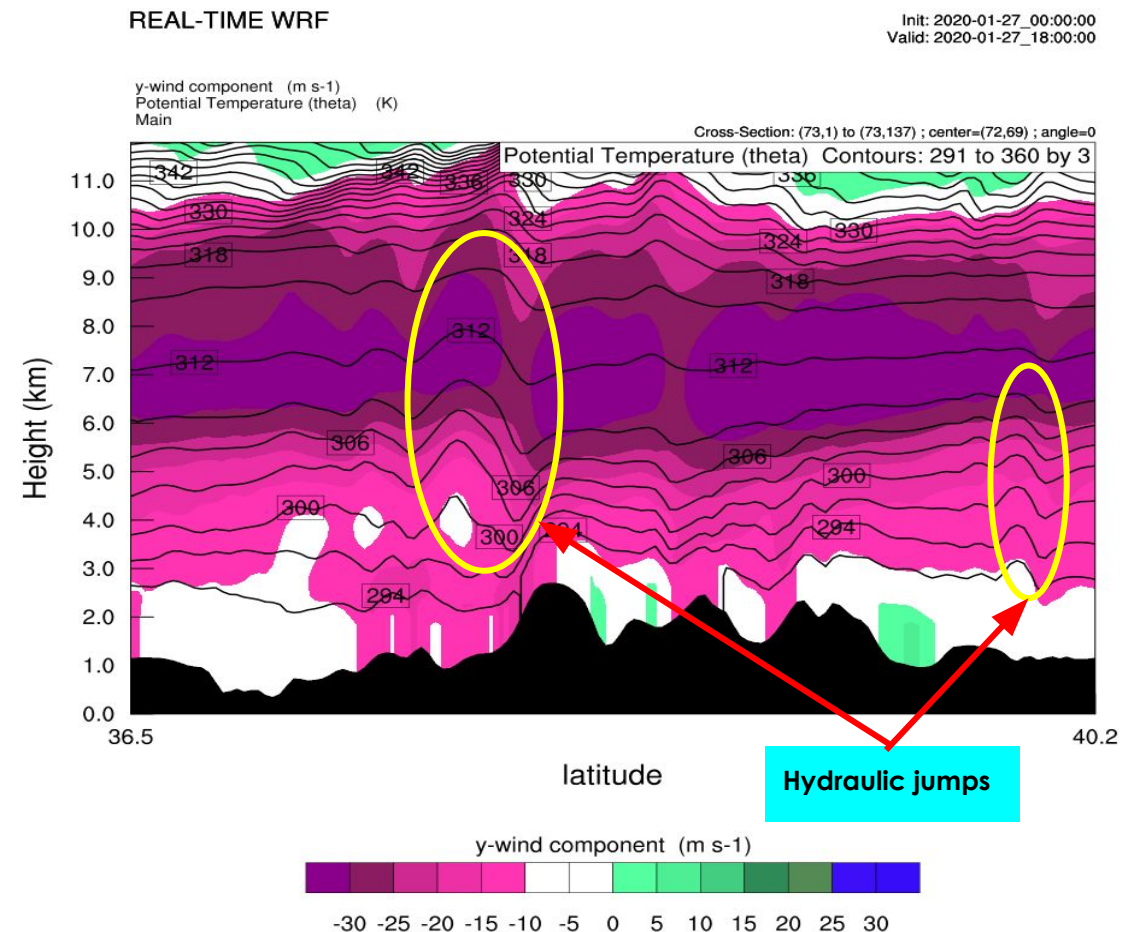 REAL-TIME WRF
Init: 2020-01-27_00:00:00
Valid: 2020-01-27_18:00:00
y-wind component (m s-1)
Potential Temperature (theta) (K)
Main
Cross-Section: (73,1) to (73,137) ; center=(72,69) ; angle=0
Potential Temperature (theta) Contours: 291 to 360 by 3
342
342
336
330
336
11.0
330
324
330
10.0
324
318
318
9.0
318
8.0
312
312
312
7.0
6.0
306
306
5.0
300
306
300
4.0
300
294
294
3.0
294
2.0
1.0
0.0
Height (km)
36.5
40.2
latitude
Hydraulic jumps
y-wind component (m s-1)
-30 -25 -20 -15 -10 -5 0 5 10 15 20 25 30